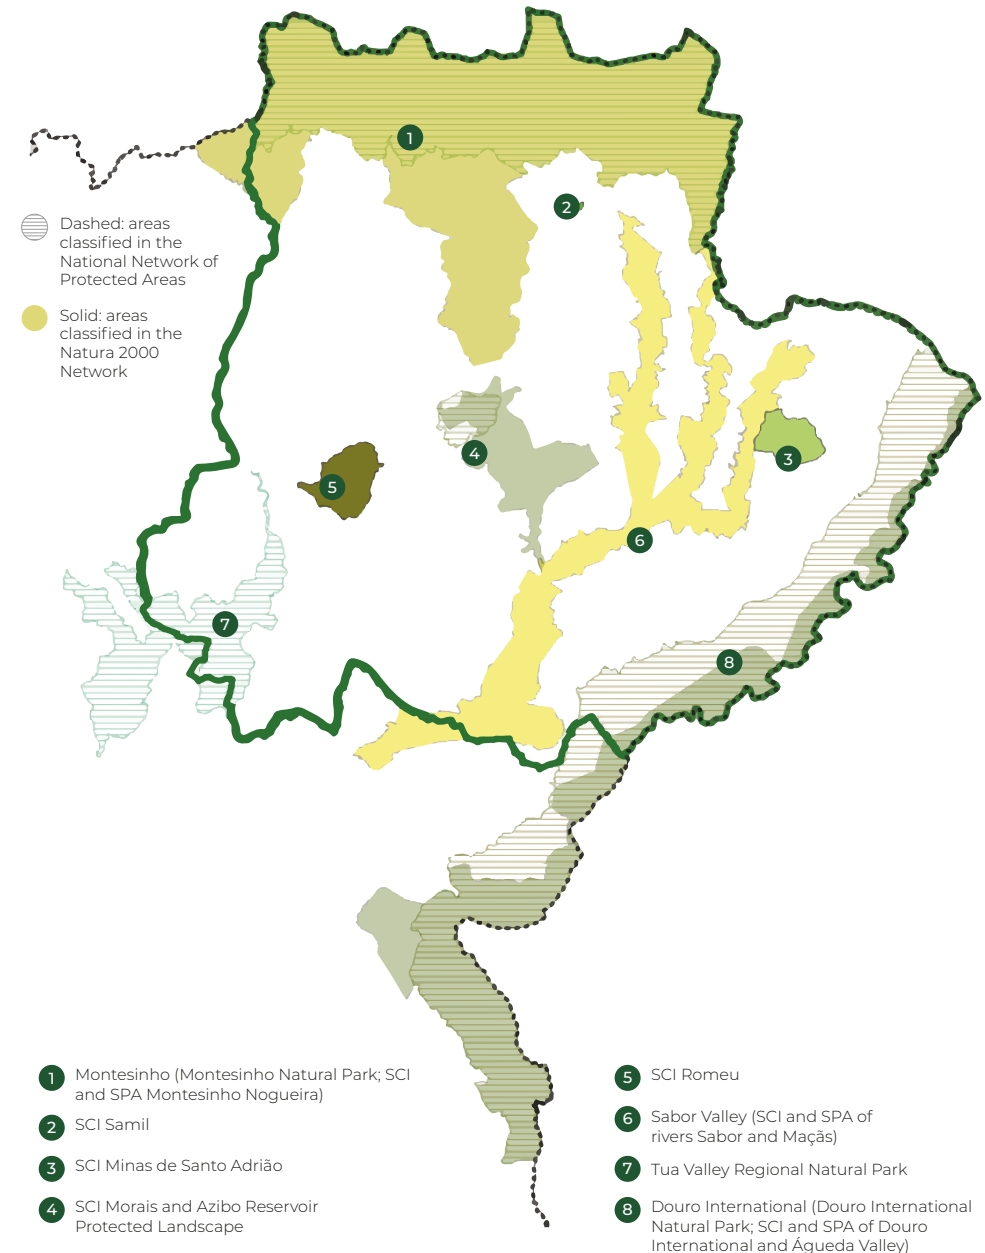 1
2
Dashed: areas
classified in the
National Network of
Protected Areas
Solid: areas
classified in the
Natura 2000
Network
4
3
5
6
7
8
1 Montesinho (Montesinho Natural Park; SCI
and SPA Montesinho Nogueira)
2 SCI Samil
3 SCI Minas de Santo Adrião
4 SCI Morais and Azibo Reservoir
Protected Landscape
5 SCI Romeu
6 Sabor Valley (SCI and SPA of
rivers Sabor and Maçãs)
7 Tua Valley Regional Natural Park
8 Douro International (Douro International
Natural Park; SCI and SPA of Douro
International and Águeda Valley)